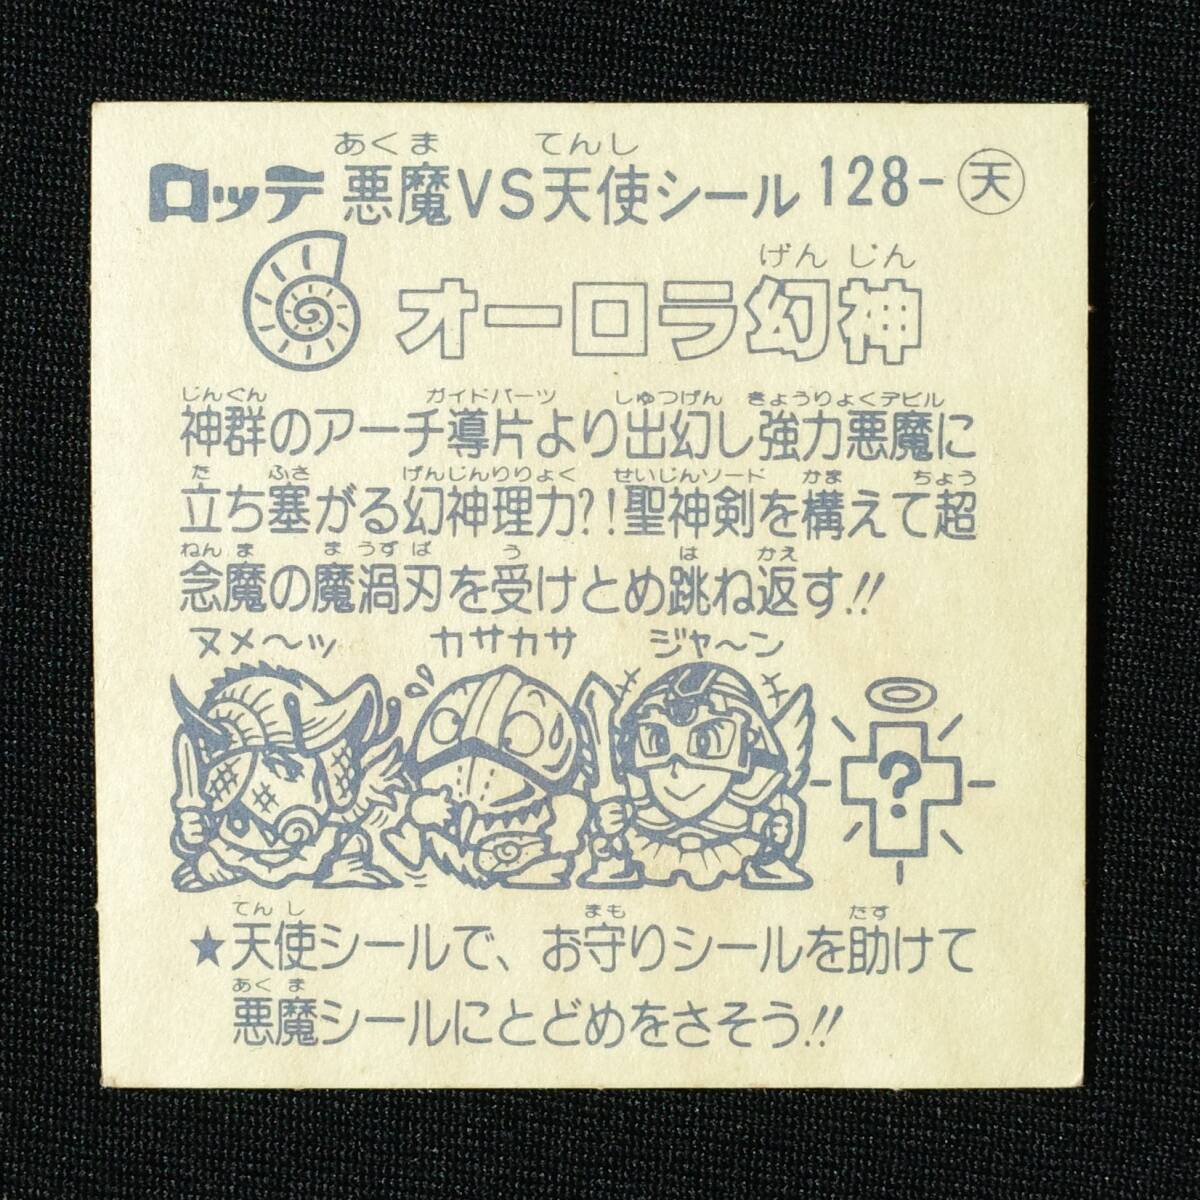 あくま てんし
ロッテ 悪魔VS天使シール 128-天
げん じん
オーロラ幻神
じんぐん ガイドパーツ しゅつげん きょうりょくデビル
神群のアーチ導片より出幻し強力悪魔に
た ふさ げんじんりりょく せいじんソード かま ちょう
立ち塞がる幻神理力?!聖神剣を構えて超
ねんま ま うず ば う は かえ
念魔の魔渦刃を受けとめ跳ね返す!!
ヌメ〜ッ カサカサ ジャ〜ン
?
てんし まも たす
★天使シールで、お守りシールを助けて
あくま
悪魔シールにとどめをさそう!!